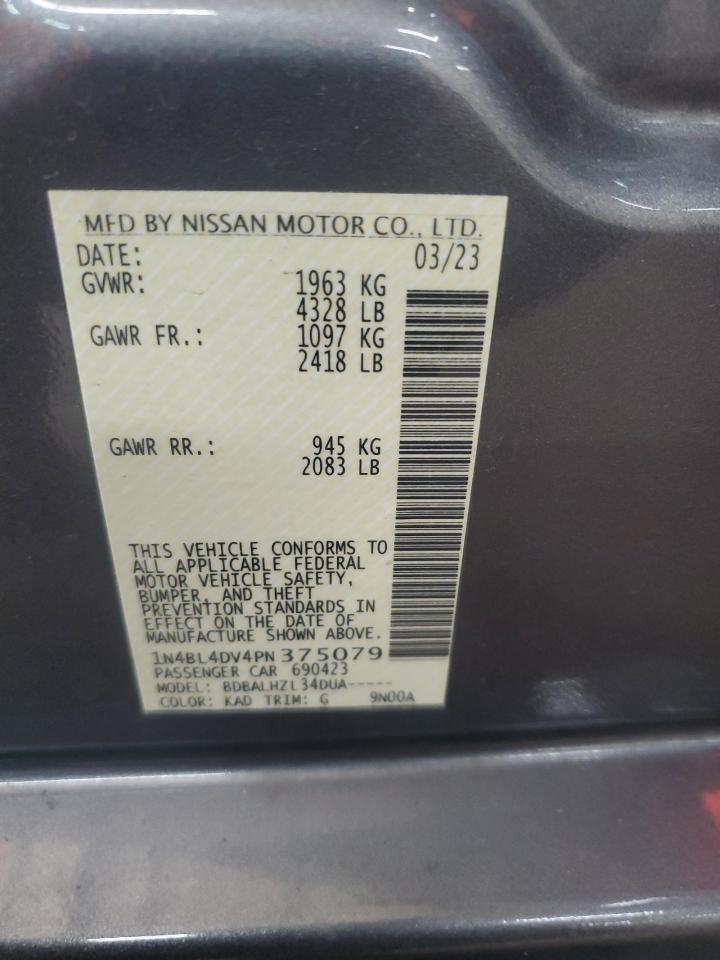 MFD BY NISSAN MOTOR CO., LTD.
DATE: 03/23
GVWR: 1963 KG
4328 LB
GAWR FR.: 1097 KG
2418 LB
GAWR RR.: 945 KG
2083 LB
THIS VEHICLE CONFORMS TO
ALL APPLICABLE FEDERAL
MOTOR VEHICLE SAFETY,
BUMPER, AND THEFT
PREVENTION STANDARDS IN
EFFECT ON THE DATE OF
MANUFACTURE SHOWN ABOVE.
1N4BL4DV4PN375079
PASSENGER CAR 690423
MODEL: BDBALHZL34DUA-----
COLOR: KAD TRIM: G 9N00A